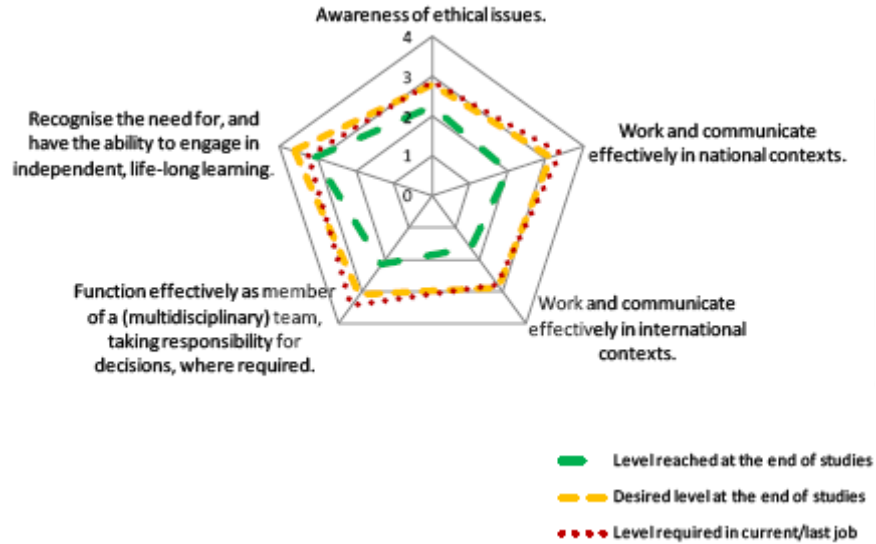 Awareness of ethical issues.
4
3
2
1
0
Recognise the need for, and
have the ability to engage in
independent, life-long learning.
Work and communicate
effectively in national contexts.
Function effectively as member
of a (multidisciplinary) team,
taking responsibility for
decisions, where required.
Work and communicate
effectively in international
contexts.
Level reached at the end of studies
Desired level at the end of studies
Level required in current/last job